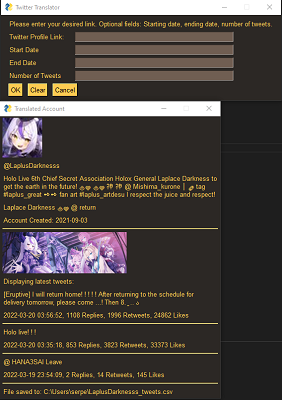 Twitter Translator
Please enter your desired link. Optional fields: Starting date, ending date, number of tweets.
Twitter Profile Link:
Start Date
End Date
Number of Tweets
OK Clear Cancel
Translated Account
@LaplusDarknesss
Holo Live 6th Chief Secret Association Holox General Laplace Darkness to
get the earth in the future! @ Mishima_kurone | tag
#laplus_great fan art #laplus_artdesu I respect the juice and respect!
Laplace Darkness @ return
Account Created: 2021-09-03
Displaying latest tweets:
[Eruptive] I will return home! ! ! ! ! After returning to the schedule for
delivery tomorrow, please come ...! Then 8.
2022-03-20 03:56:52, 1108 Replies, 1996 Retweets, 24862 Likes
Holo live! ! !
2022-03-20 03:35:18, 853 Replies, 3823 Retweets, 33373 Likes
@ HANA3SAI Leave
2022-03-19 23:54:09, 2 Replies, 14 Retweets, 145 Likes
File saved to: C:\Users\serpe\LaplusDarknesss_tweets.csv